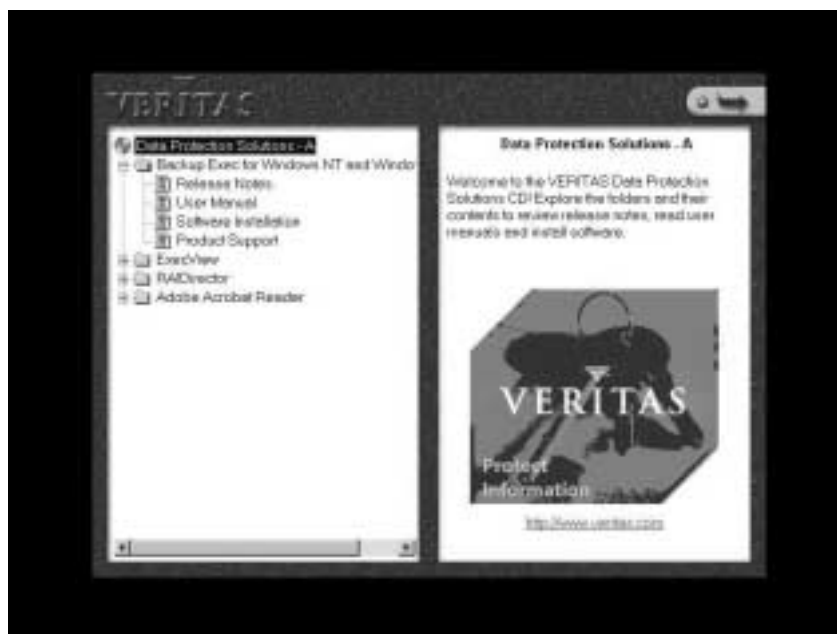 VERITAS
help
Data Protection Solutions - A
Backup Exec for Windows NT and Windo
Release Notes
User Manual
Software Installation
Product Support
ExecView
RAIDirector
Adobe Acrobat Reader
Data Protection Solutions - A
Welcome to the VERITAS Data Protection
Solutions CD! Explore the folders and their
contents to review release notes, read user
manuals and install software.
VERITAS
Protect
Information
http://www.veritas.com